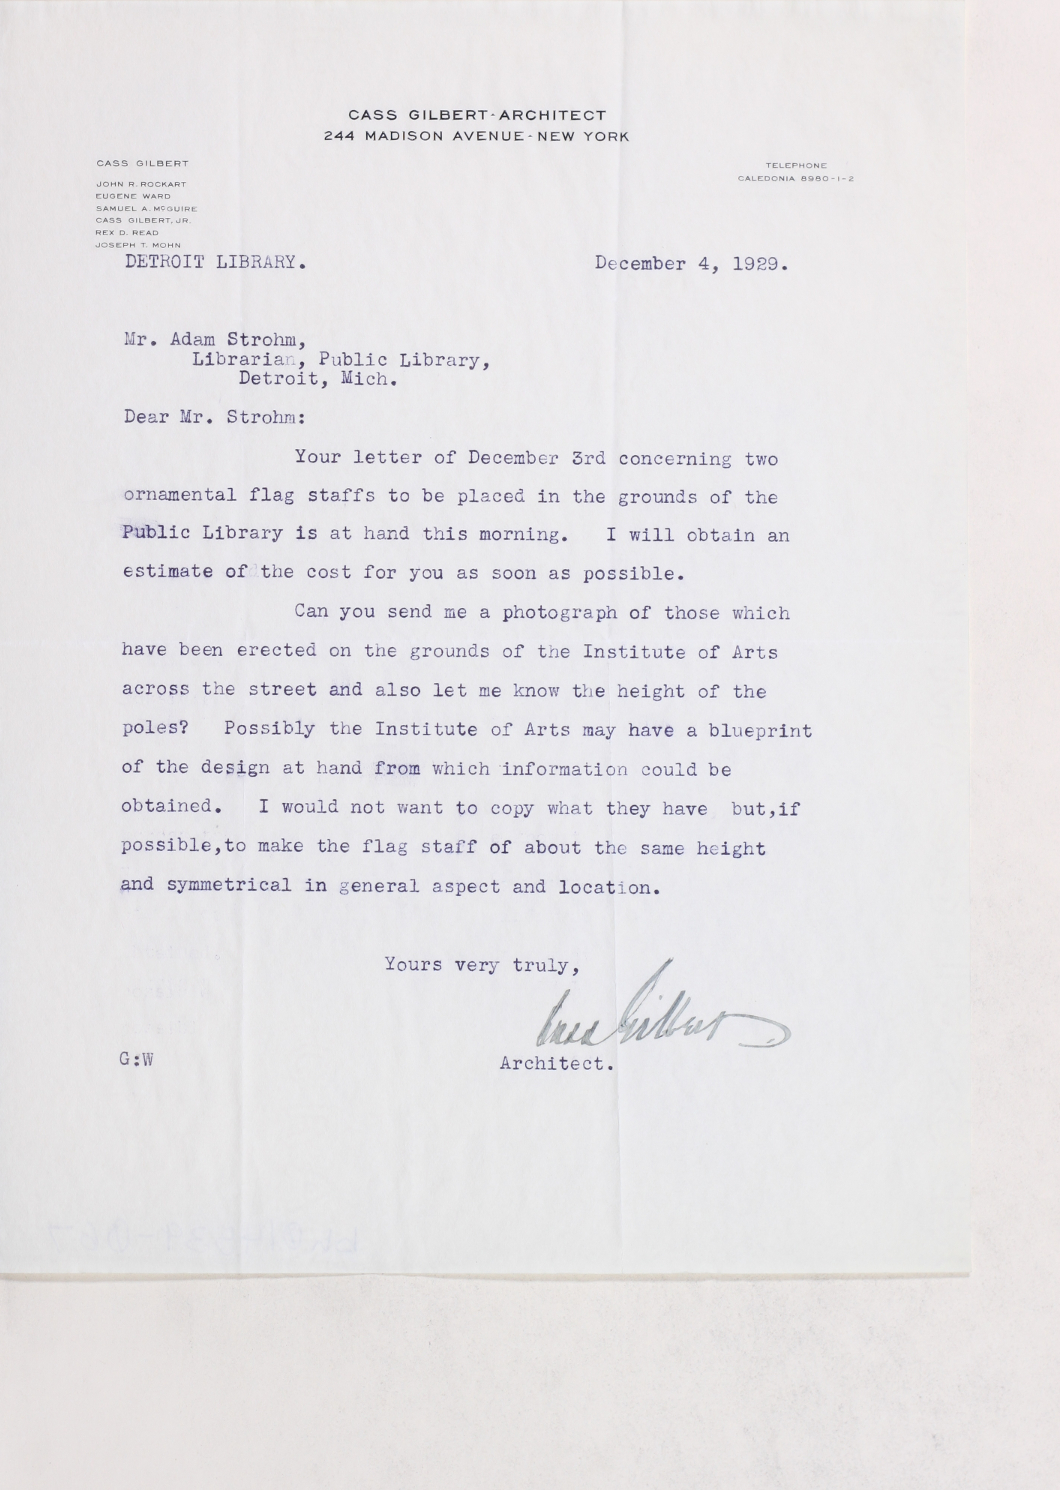 CASS GILBERT-ARCHITECT
244 MADISON AVENUE-NEW YORK
CASS GILBERT
JOHN R. ROCKART
EUGENE WARD
SAMUEL A. McGUIRE
CASS GILBERT, JR.
REX D. READ
JOSEPH T. MOHN
TELEPHONE
CALEDONIA 8980-1-2
DETROIT LIBRARY. December 4, 1929.
Mr. Adam Strohm,
Librarian, Public Library,
Detroit, Mich.
Dear Mr. Strohm:
Your letter of December 3rd concerning two
ornamental flag staffs to be placed in the grounds of the
Public Library is at hand this morning. I will obtain an
estimate of the cost for you as soon as possible.
Can you send me a photograph of those which
have been erected on the grounds of the Institute of Arts
across the street and also let me know the height of the
poles? Possibly the Institute of Arts may have a blueprint
of the design at hand from which information could be
obtained. I would not want to copy what they have but,if
possible,to make the flag staff of about the same height
and symmetrical in general aspect and location.
Yours very truly,
Cass Gilbert
Architect.
G:W